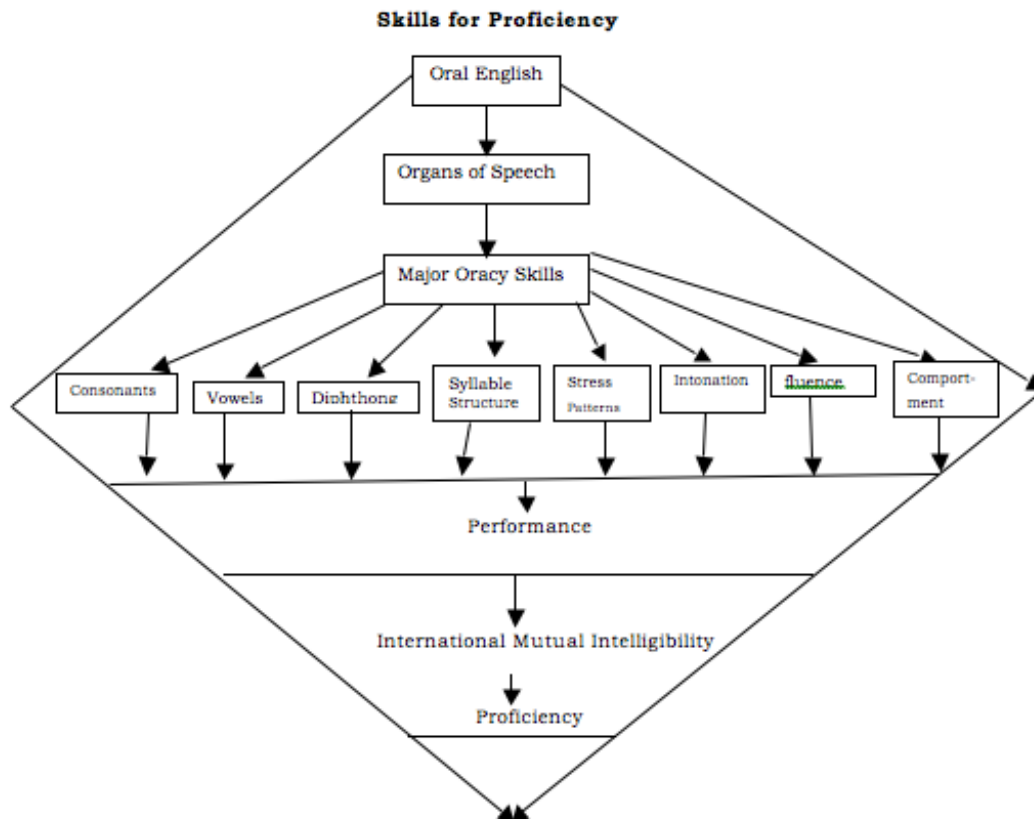 Skills for Proficiency
Oral English
Organs of Speech
Major Oracy Skills
Consonants
Vowels
Diphthong
Syllable
Structure
Stress
Patterns
Intonation
fluence
Comport-
ment
Performance
International Mutual Intelligibility
Proficiency